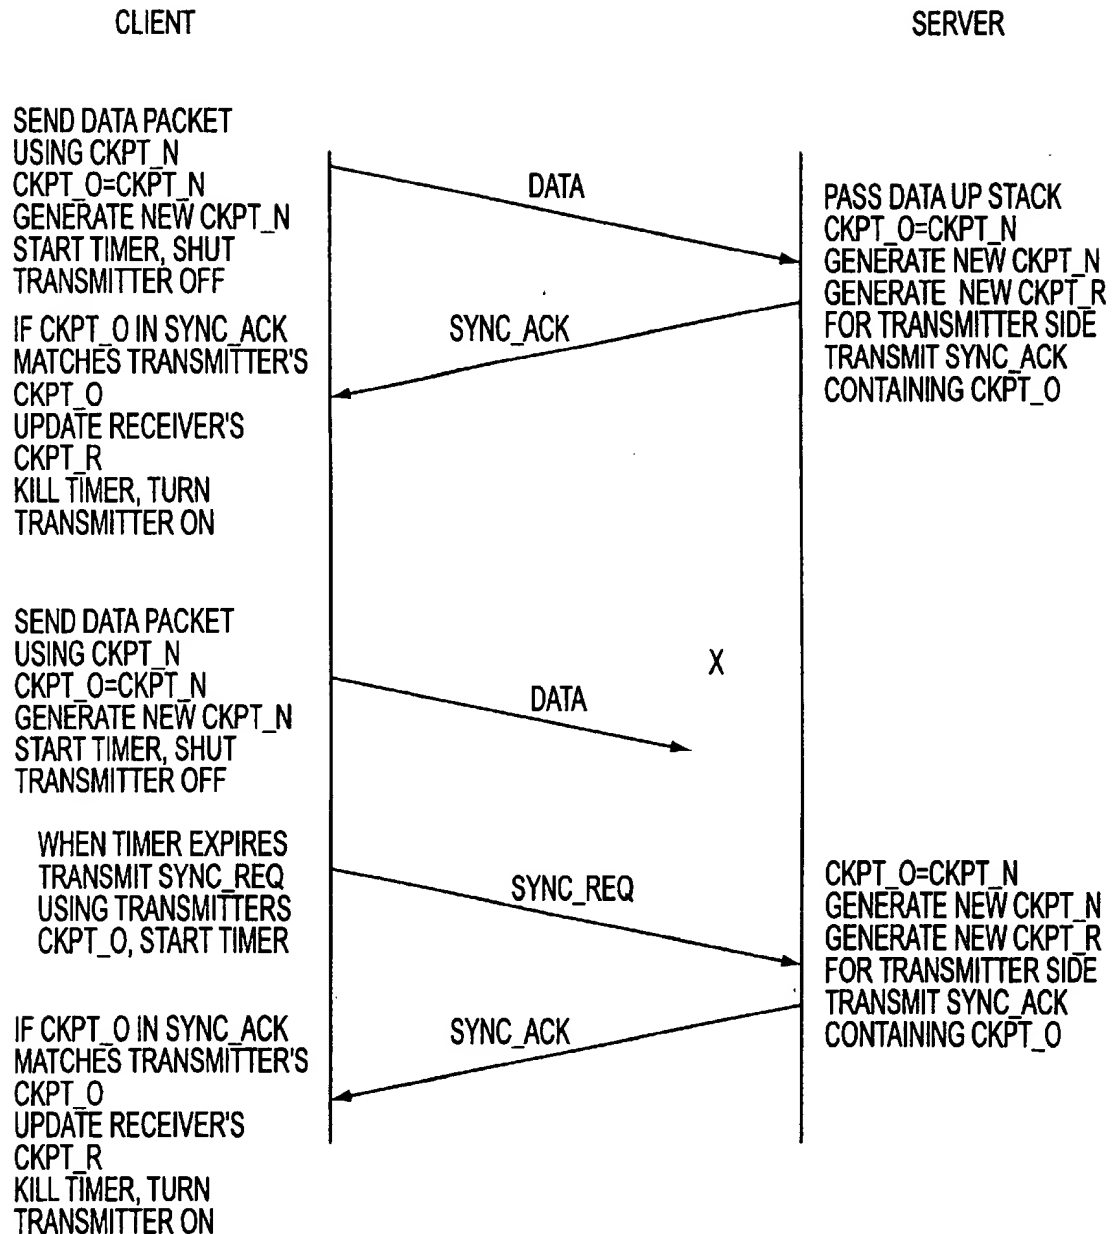 CLIENT
SERVER
SEND DATA PACKET
USING CKPT_N
CKPT_O=CKPT_N
GENERATE NEW CKPT_N
START TIMER, SHUT
TRANSMITTER OFF
DATA
PASS DATA UP STACK
CKPT_O=CKPT_N
GENERATE NEW CKPT_N
GENERATE NEW CKPT_R
FOR TRANSMITTER SIDE
TRANSMIT SYNC_ACK
CONTAINING CKPT_O
SYNC_ACK
IF CKPT_O IN SYNC_ACK
MATCHES TRANSMITTER'S
CKPT_O
UPDATE RECEIVER'S
CKPT_R
KILL TIMER, TURN
TRANSMITTER ON
SEND DATA PACKET
USING CKPT_N
CKPT_O=CKPT_N
GENERATE NEW CKPT_N
START TIMER, SHUT
TRANSMITTER OFF
DATA
X
WHEN TIMER EXPIRES
TRANSMIT SYNC_REQ
USING TRANSMITTERS
CKPT_O, START TIMER
SYNC_REQ
CKPT_O=CKPT_N
GENERATE NEW CKPT_N
GENERATE NEW CKPT_R
FOR TRANSMITTER SIDE
TRANSMIT SYNC_ACK
CONTAINING CKPT_O
SYNC_ACK
IF CKPT_O IN SYNC_ACK
MATCHES TRANSMITTER'S
CKPT_O
UPDATE RECEIVER'S
CKPT_R
KILL TIMER, TURN
TRANSMITTER ON